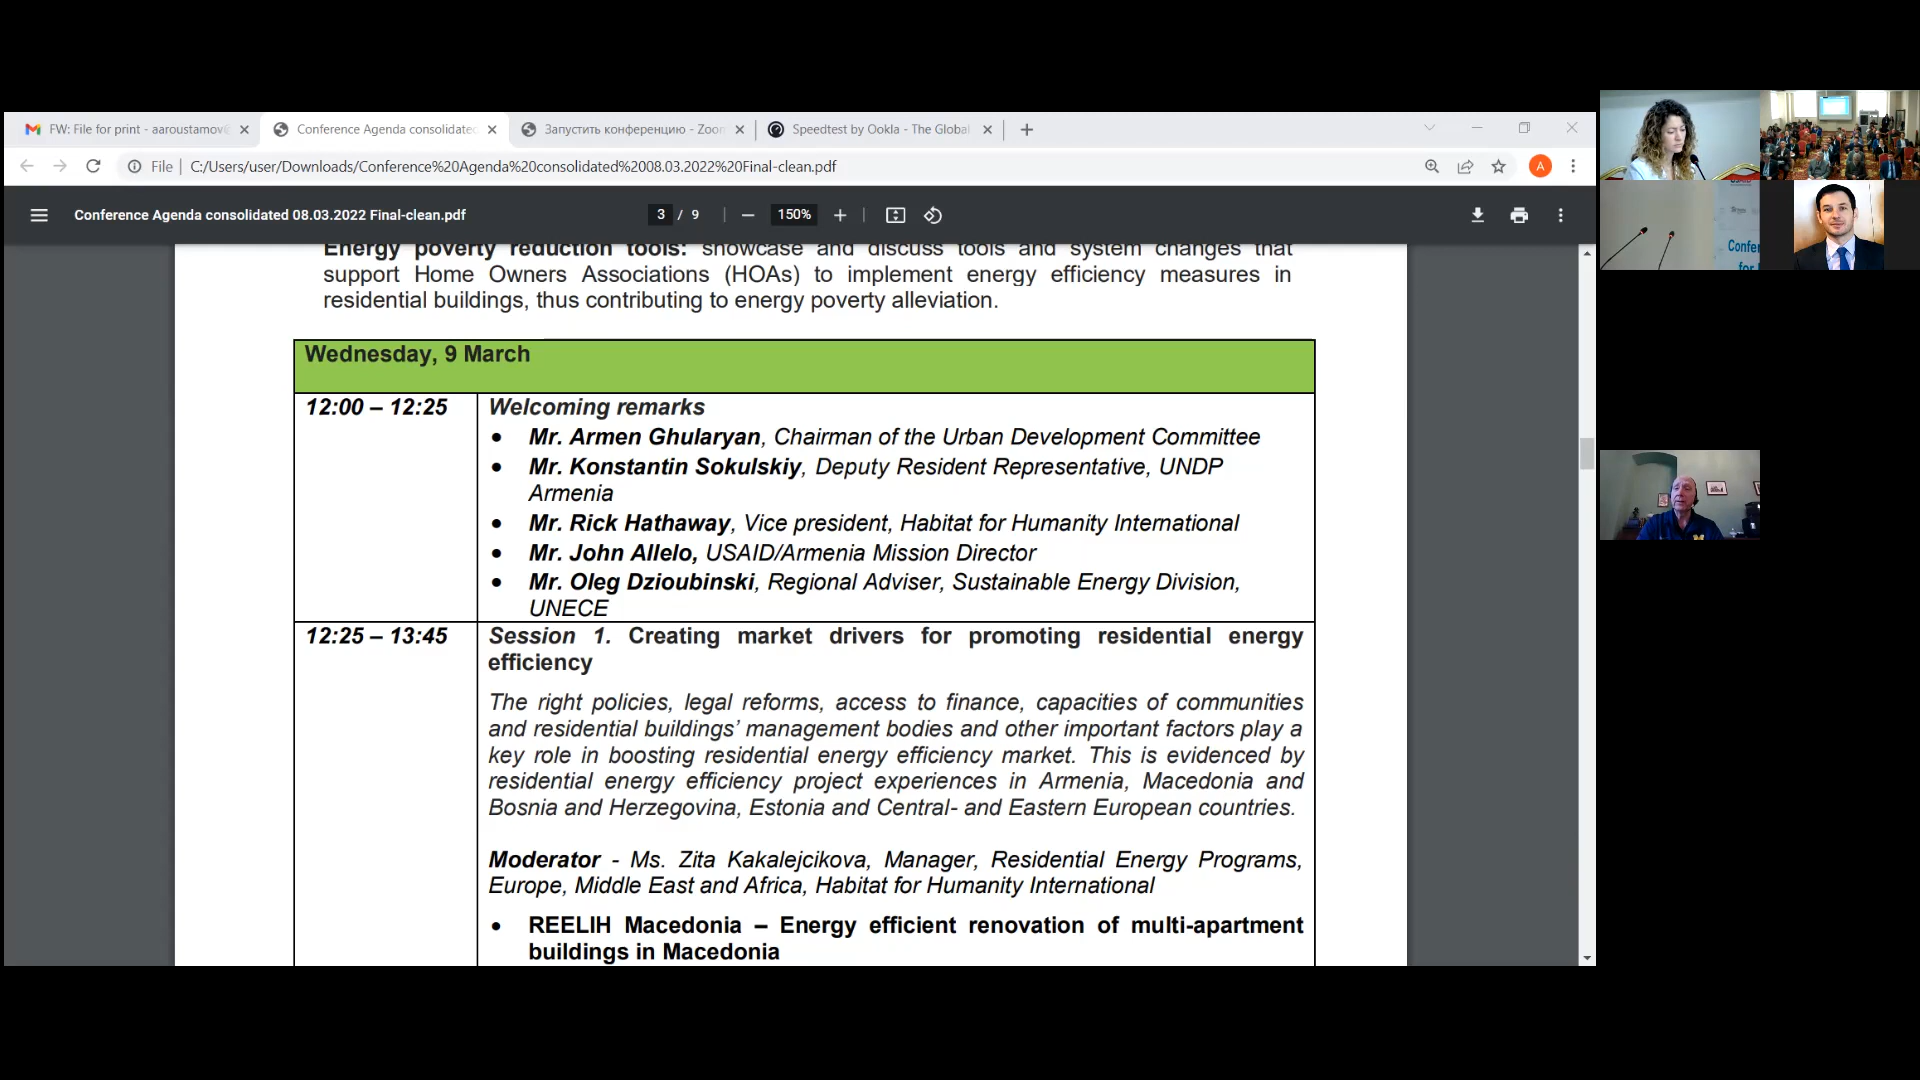 FW: File for print - aaroustamov@
Conference Agenda consolidated
Запустить конференцию - Zoom
Speedtest by Ookla - The Global
File
C:/Users/user/Downloads/Conference%20Agenda%20consolidated%2008.03.2022%20Final-clean.pdf
A
Conference Agenda consolidated 08.03.2022 Final-clean.pdf
3 / 9
150%
Energy poverty reduction tools: showcase and discuss tools and system changes that
support Home Owners Associations (HOAs) to implement energy efficiency measures in
residential buildings, thus contributing to energy poverty alleviation.
Wednesday, 9 March
12:00 – 12:25
Welcoming remarks
• Mr. Armen Ghularyan, Chairman of the Urban Development Committee
• Mr. Konstantin Sokulskiy, Deputy Resident Representative, UNDP
Armenia
• Mr. Rick Hathaway, Vice president, Habitat for Humanity International
• Mr. John Allelo, USAID/Armenia Mission Director
• Mr. Oleg Dzioubinski, Regional Adviser, Sustainable Energy Division,
UNECE
12:25 – 13:45
Session 1. Creating market drivers for promoting residential energy
efficiency
The right policies, legal reforms, access to finance, capacities of communities
and residential buildings’ management bodies and other important factors play a
key role in boosting residential energy efficiency market. This is evidenced by
residential energy efficiency project experiences in Armenia, Macedonia and
Bosnia and Herzegovina, Estonia and Central- and Eastern European countries.
Moderator - Ms. Zita Kakalejcikova, Manager, Residential Energy Programs,
Europe, Middle East and Africa, Habitat for Humanity International
• REELIH Macedonia – Energy efficient renovation of multi-apartment
buildings in Macedonia
Confer
for